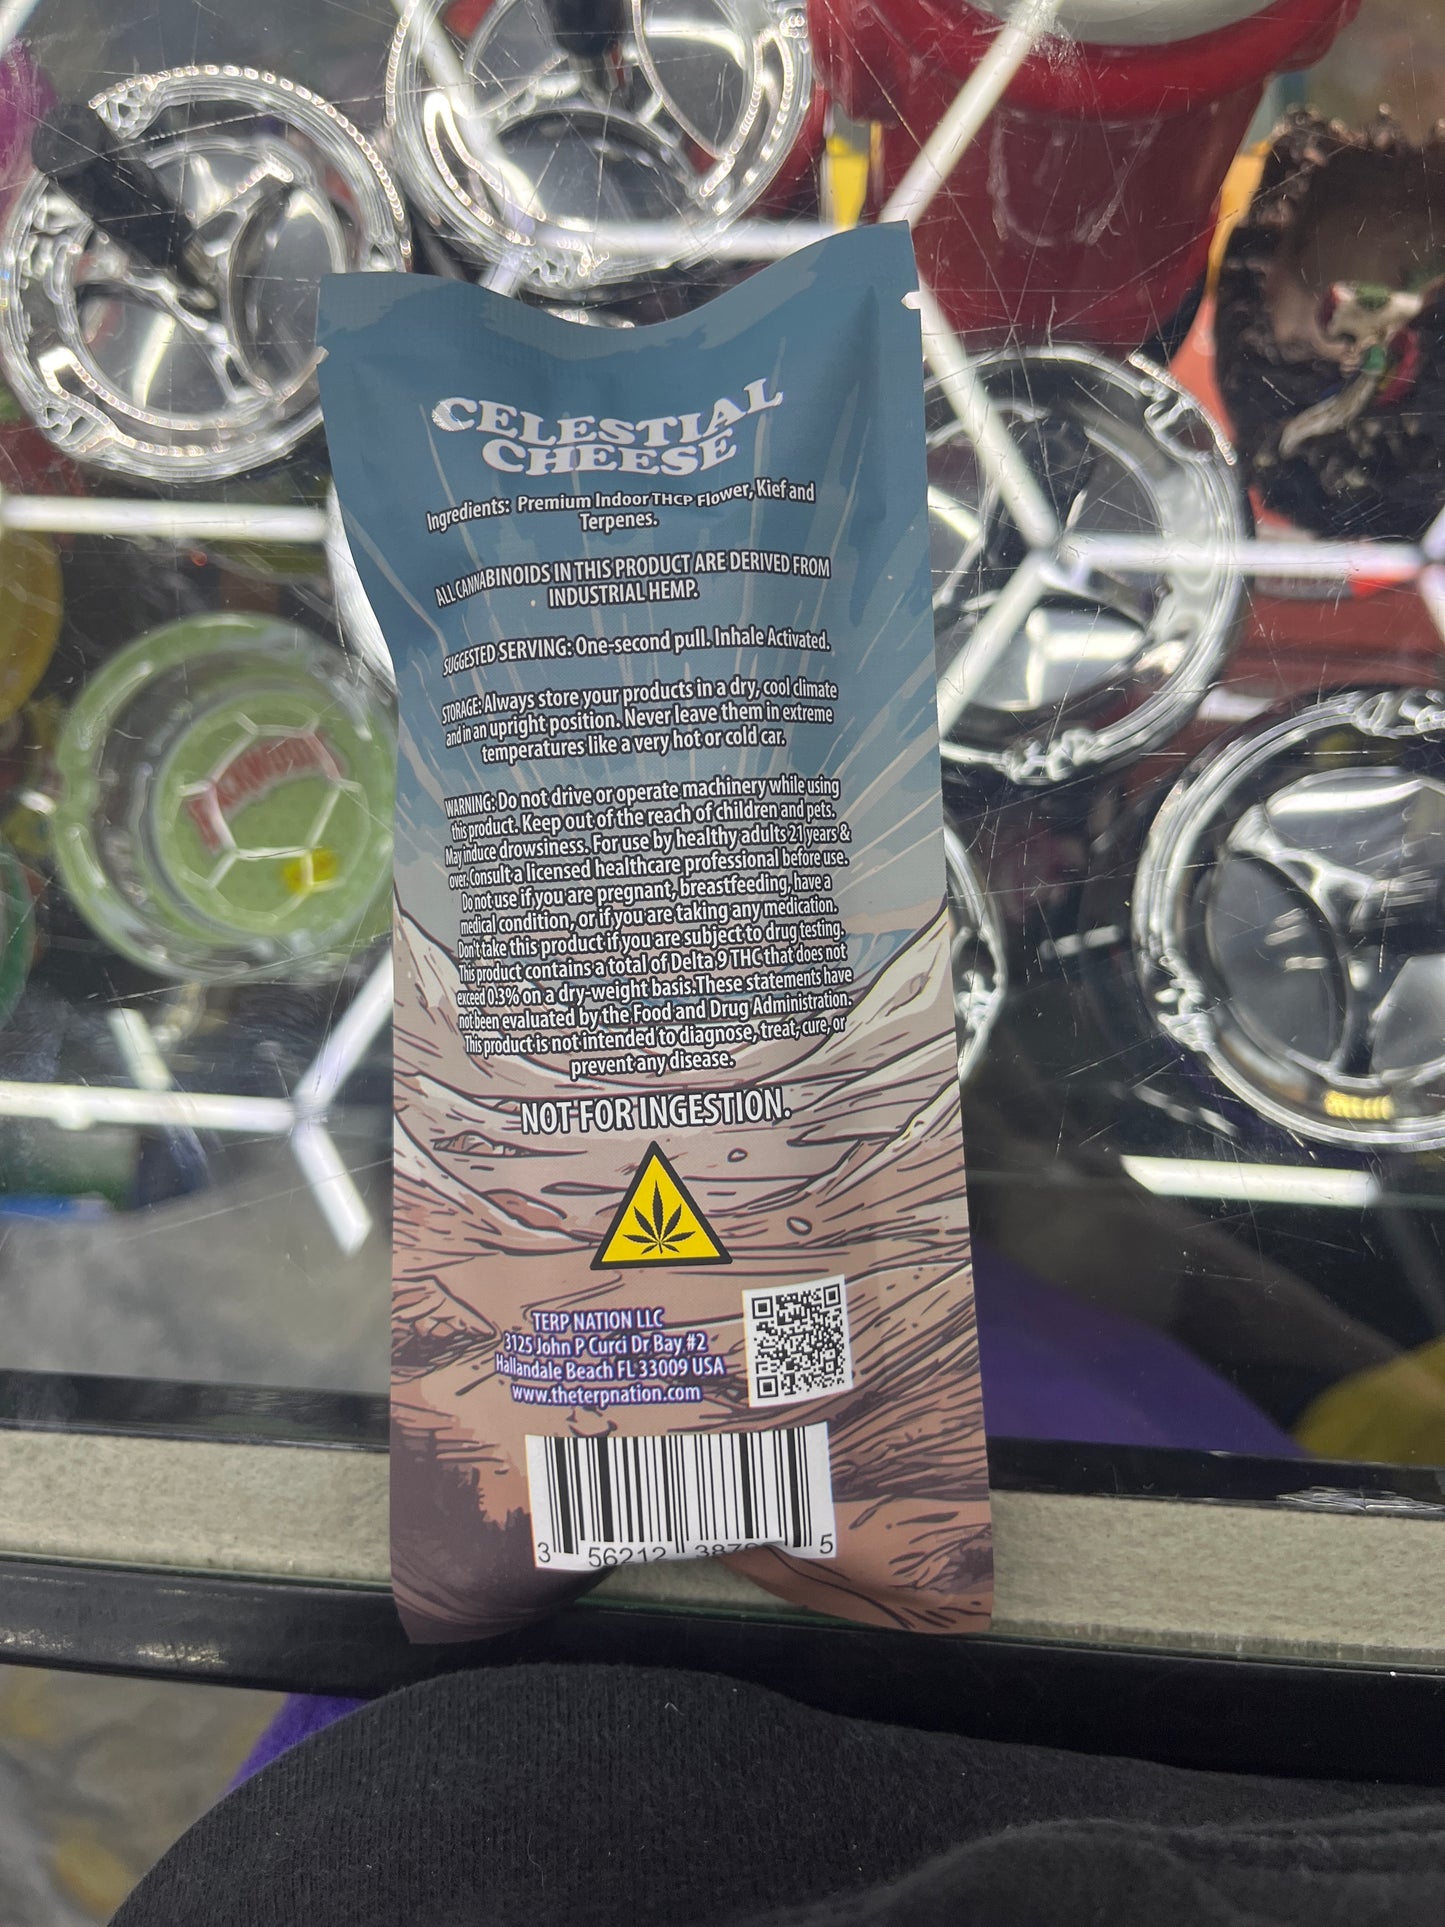 CELESTIAL
CHEESE
Ingredients: Premium Indoor THCP Flower, Kief and
Terpenes.
ALL CANNABINOIDS IN THIS PRODUCT ARE DERIVED FROM
INDUSTRIAL HEMP.
SUGGESTED SERVING: One-second pull. Inhale Activated.
STORAGE: Always store your products in a dry, cool climate
and in an upright position. Never leave them in extreme
temperatures like a very hot or cold car.
WARNING: Do not drive or operate machinery while using
this product. Keep out of the reach of children and pets.
May induce drowsiness. For use by healthy adults 21 years &
over. Consult a licensed healthcare professional before use.
Do not use if you are pregnant, breastfeeding, have a
medical condition, or if you are taking any medication.
Don't take this product if you are subject to drug testing.
This product contains a total of Delta 9 THC that does not
exceed 0.3% on a dry-weight basis.These statements have
not been evaluated by the Food and Drug Administration.
This product is not intended to diagnose, treat, cure, or
prevent any disease.
NOT FOR INGESTION.
TERP NATION LLC
3125 John P Curci Dr Bay #2
Hallandale Beach FL 33009 USA
www.theterpnation.com
3 56212 5